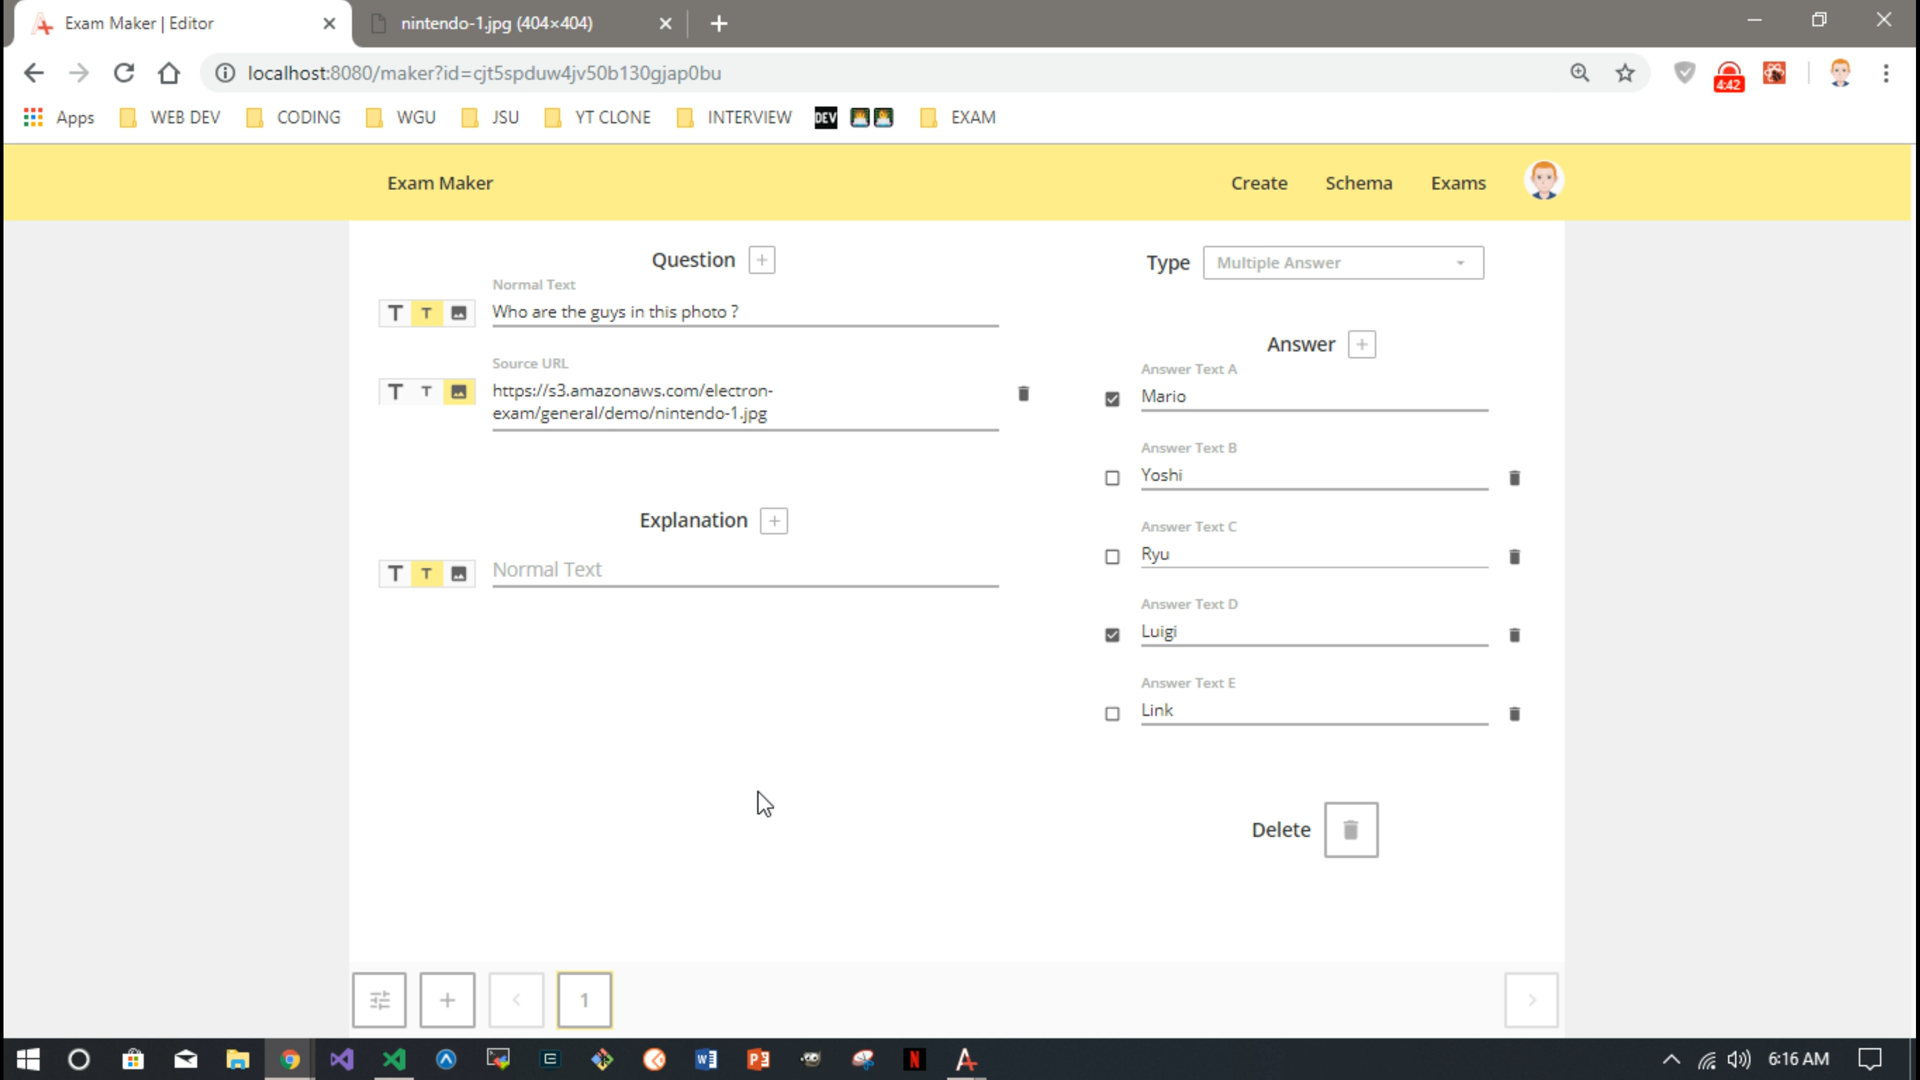 Exam Maker | Editor
nintendo-1.jpg (404×404)
localhost:8080/maker?id=cjt5spduw4jv50b130gjap0bu
4:42
Apps
WEB DEV
CODING
WGU
JSU
YT CLONE
INTERVIEW
DEV
EXAM
Exam Maker
Create
Schema
Exams
Question
Normal Text
Who are the guys in this photo ?
Source URL
https://s3.amazonaws.com/electron-
exam/general/demo/nintendo-1.jpg
Explanation
Normal Text
Type
Multiple Answer
Answer
Answer Text A
Mario
Answer Text B
Yoshi
Answer Text C
Ryu
Answer Text D
Luigi
Answer Text E
Link
Delete
1
6:16 AM